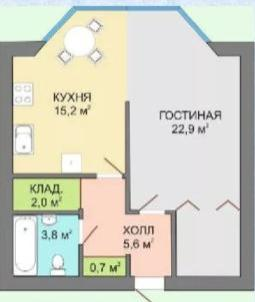 КУХНЯ
15,2 м²
ГОСТИНАЯ
22,9 м²
КЛАД.
2,0 м²
3,8 м²
ХОЛЛ
5,6 м²
0,7 м²